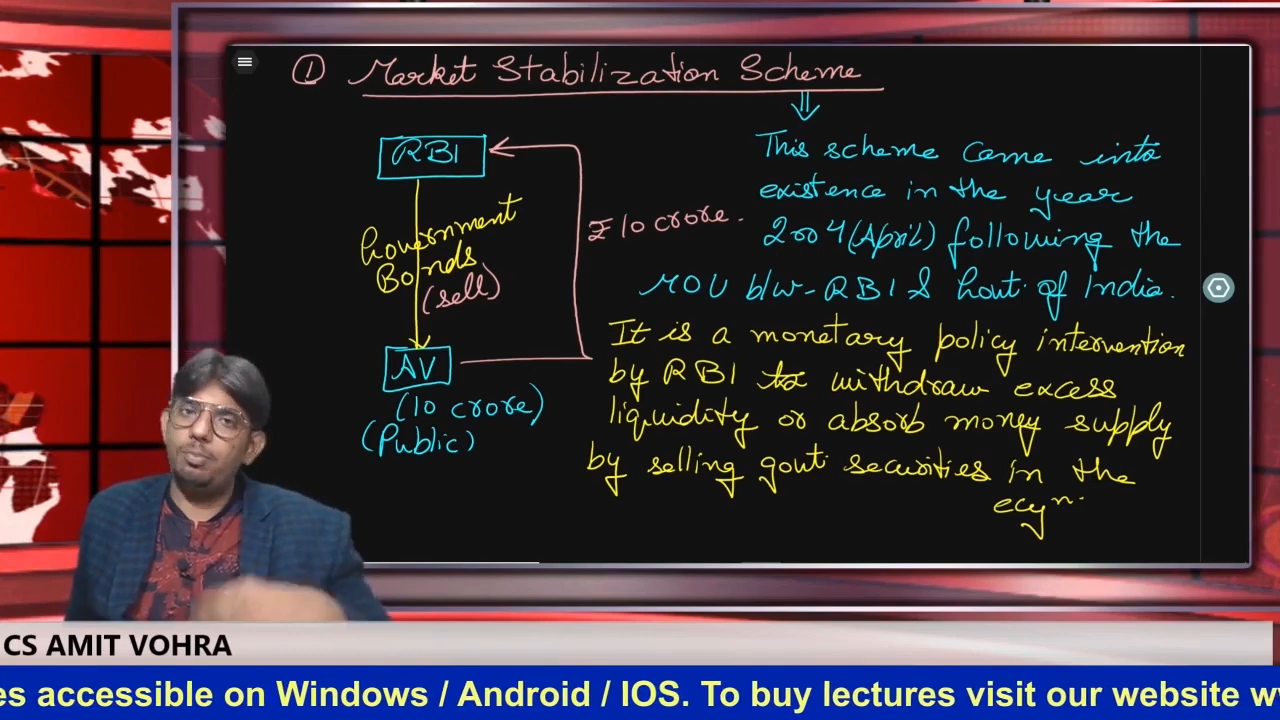 ① Market Stabilization Scheme
⇓
RBI
Government
Bonds
(sell)
₹ 10 crore.
AV
(10 crore)
(Public)
This scheme came into
existence in the year
2004 (April) following the
MOU b/w RBI & Govt. of India.
It is a monetary policy intervention
by RBI to withdraw excess
liquidity or absorb money supply
by selling govt. securities in the
CS AMIT VOHRA
es accessible on Windows / Android / IOS. To buy lectures visit our website w